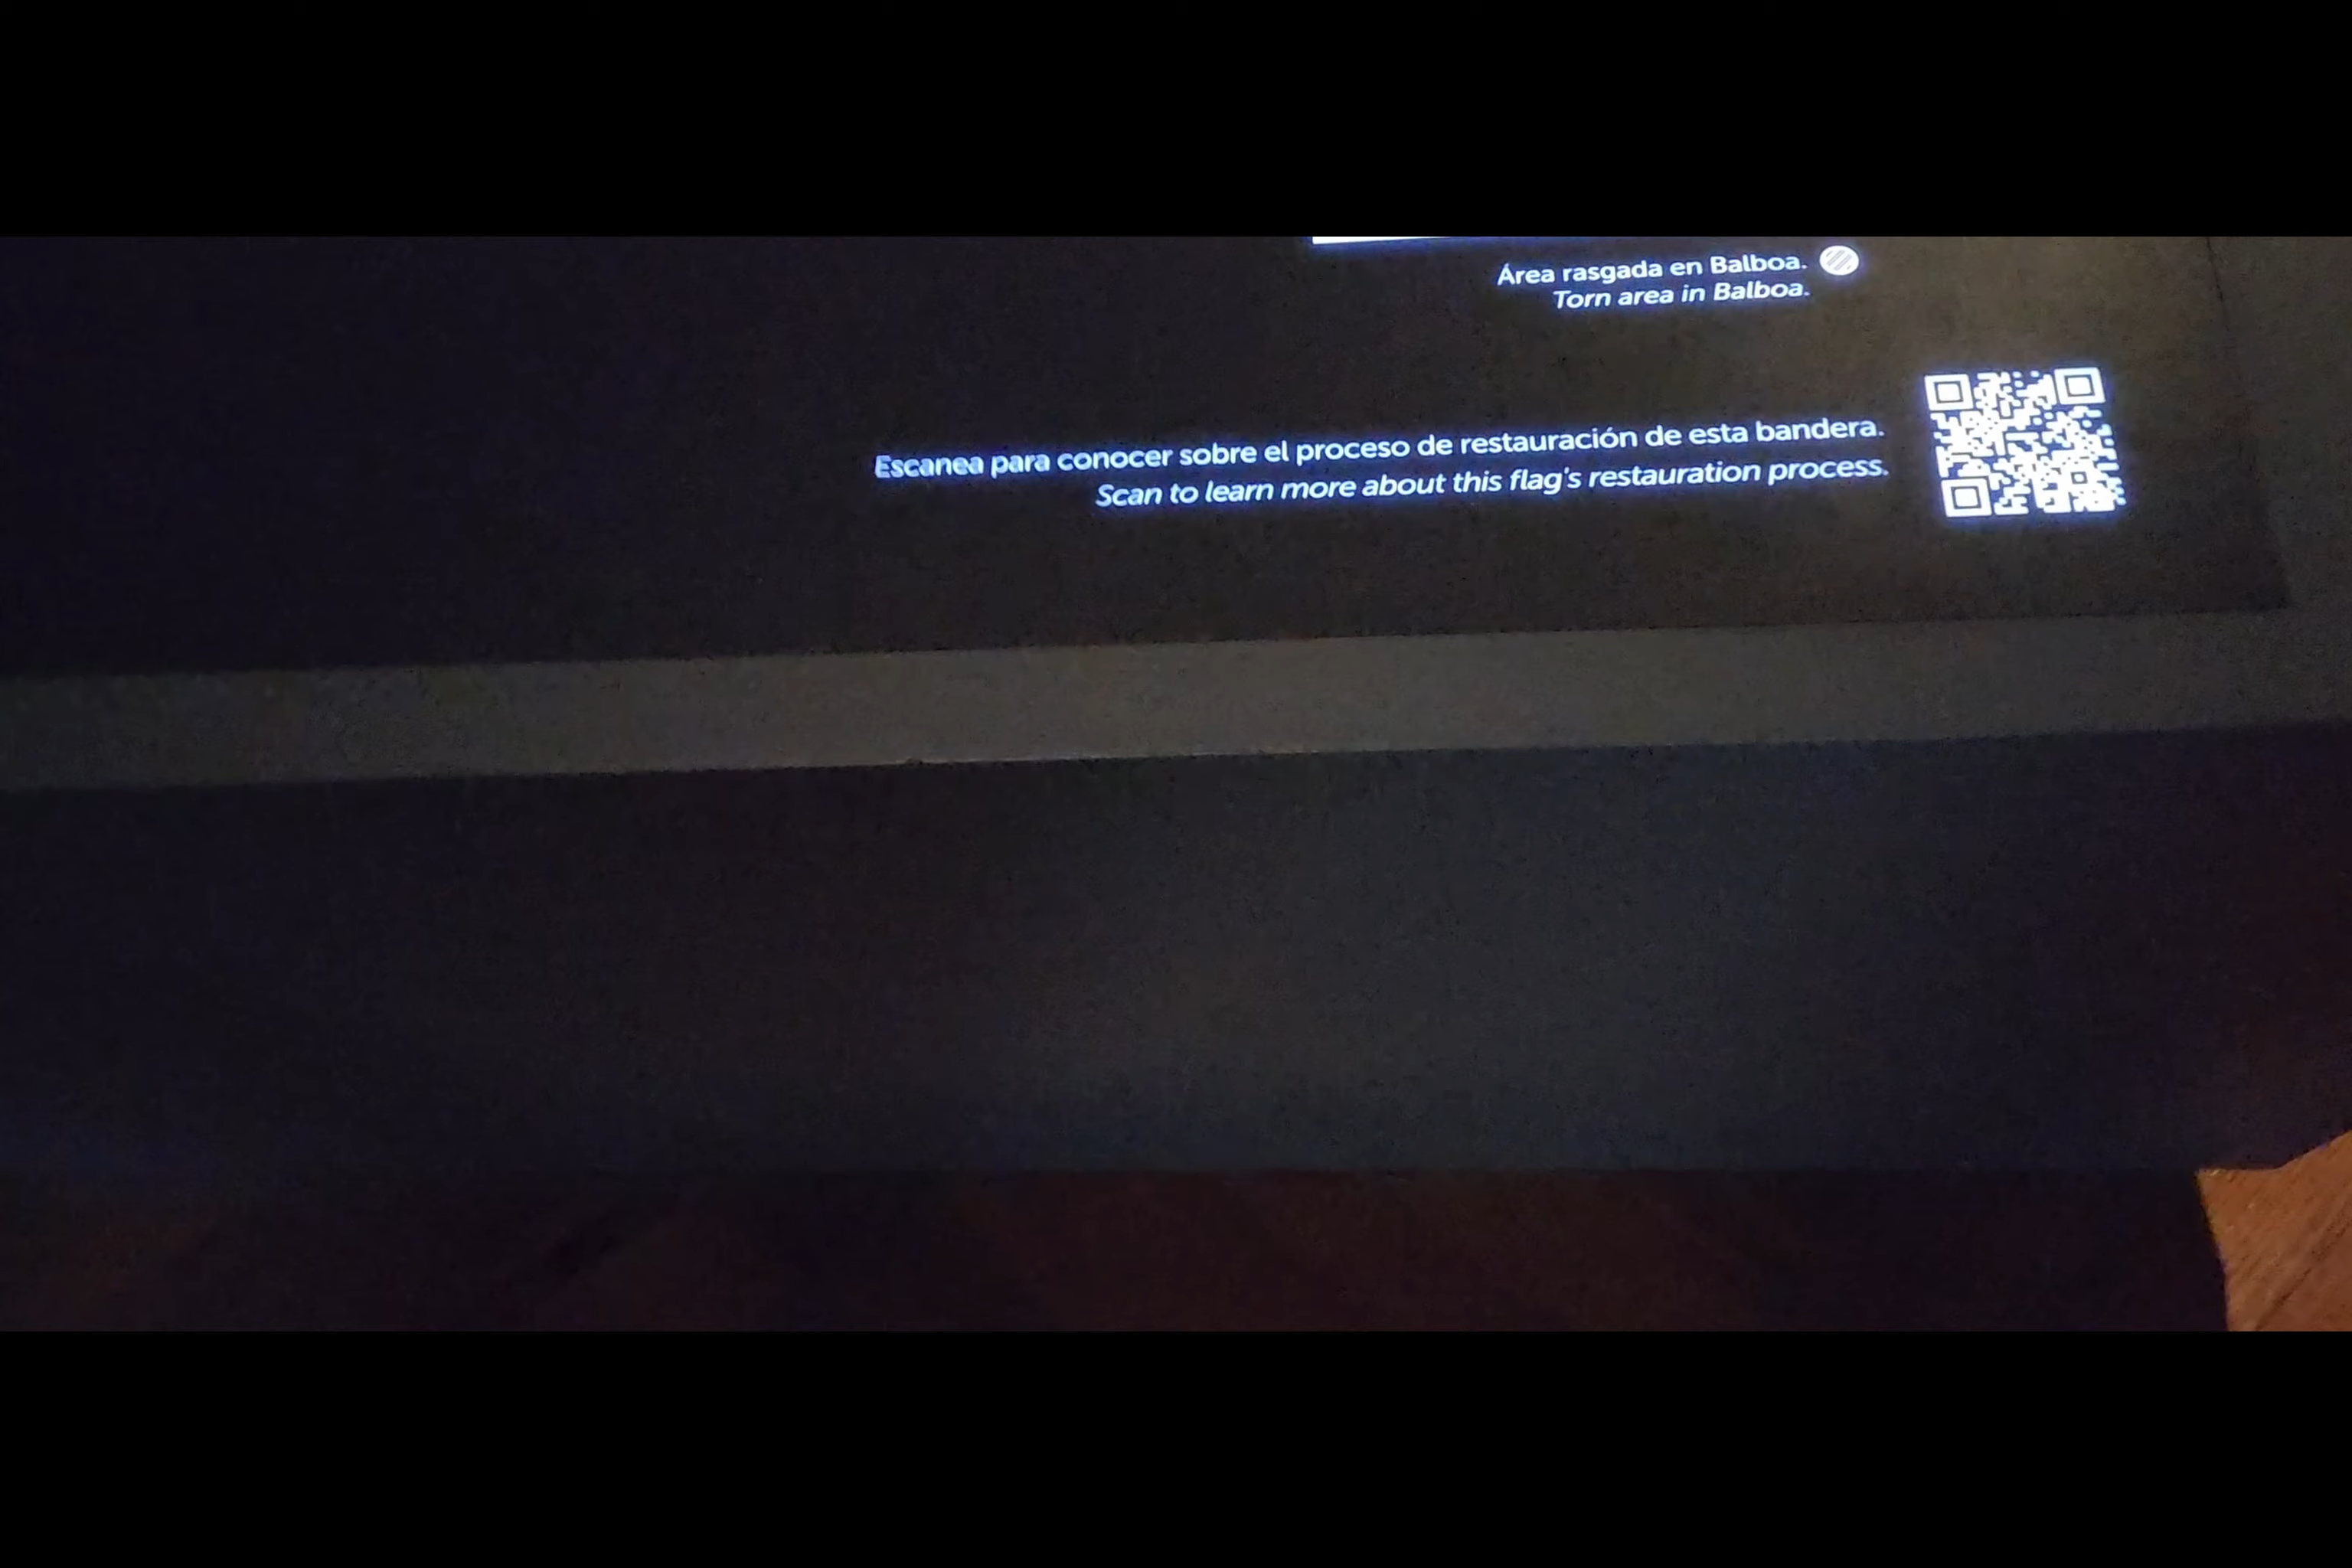 Área rasgada en Balboa.
Torn area in Balboa.
Escanea para conocer sobre el proceso de restauración de esta bandera.
Scan to learn more about this flag's restauration process.